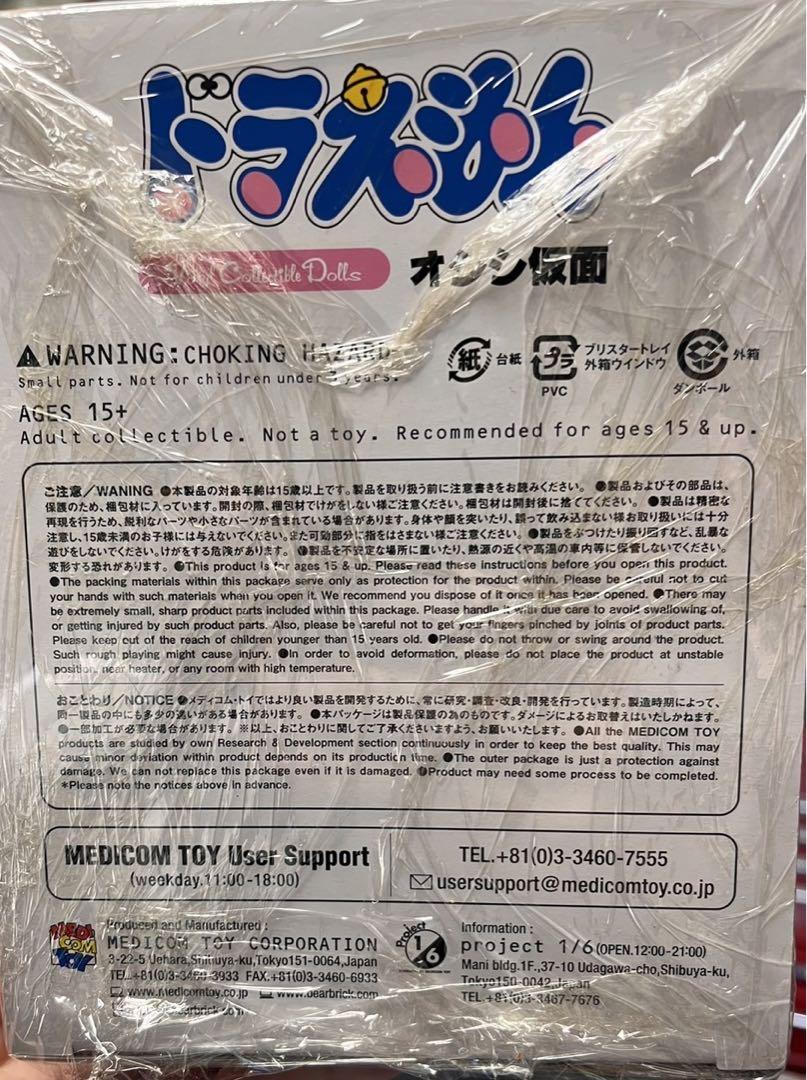 ドラえもん
Vinyl Collectible Dolls
オシシ仮面
WARNING:CHOKING HAZARD
Small parts. Not for children under 3 years.
紙 台紙
プラ PVC
ブリスタートレイ
外箱ウインドウ
ダンボール
外箱
AGES 15+
Adult collectible. Not a toy. Recommended for ages 15 & up.
ご注意/WANING ●本製品の対象年齢は15歳以上です。製品を取り扱う前に注意書きをお読みください。 ●製品およびその部品は、
保護のため、梱包材に入っています。開封の際、梱包材でけがをしない様ご注意ください。梱包材は開封後に捨ててください。 ●製品は精密な
再現を行うため、鋭利なパーツや小さなパーツが含まれている場合があります。身体や顔を突いたり、誤って飲み込まない様お取り扱いには十分
注意し、15歳未満のお子様には与えないでください。また可動部分に指をはさまない様ご注意ください。 ●製品をぶつけたり振り回すなど、乱暴な
遊びをしないでください。けがをする危険があります。 ●製品を不安定な場所に置いたり、熱源の近くや高温の車内等に保管しないでください。
変形する恐れがあります。 ●This product is for ages 15 & up. Please read these instructions before you open this product.
●The packing materials within this package serve only as protection for the product within. Please be careful not to cut
your hands with such materials when you open it. We recommend you dispose of it once it has been opened. ●There may
be extremely small, sharp product parts included within this package. Please handle it with due care to avoid swallowing of,
or getting injured by such product parts. Also, please be careful not to get your fingers pinched by joints of product parts.
Please keep out of the reach of children younger than 15 years old. ●Please do not throw or swing around the product.
Such rough playing might cause injury. ●In order to avoid deformation, please do not place the product at unstable
position, near heater, or any room with high temperature.
おことわり/NOTICE ●メディコム・トイではより良い製品を開発するために、常に研究・調査・改良・開発を行っています。製造時期によって、
同一製品の中にも多少の違いがある場合があります。 ●本パッケージは製品保護の為のものです。ダメージによるお取替えはいたしかねます。
●一部加工が必要な場合があります。 ※以上、おことわりに関してご了承くださいますよう、お願いいたします。 ●All the MEDICOM TOY
products are studied by own Research & Development section continuously in order to keep the best quality. This may
cause minor deviation within product depends on its production time. ●The outer package is just a protection against
damage. We can not replace this package even if it is damaged. ●Product may need some process to be completed.
*Please note the notices above in advance.
MEDICOM TOY User Support
(weekday.11:00-18:00)
TEL.+81(0)3-3460-7555
usersupport@medicomtoy.co.jp
MEDICOM TOY
Produced and Manufactured :
MEDICOM TOY CORPORATION
3-22-5 Uehara,Shibuya-ku,Tokyo151-0064,Japan
TEL.+81(0)3-3460-3933 FAX.+81(0)3-3460-6933
www.medicomtoy.co.jp www.bearbrick.com
Project 1/6
Information :
project 1/6 (OPEN.12:00-21:00)
Mani bldg.1F.,37-10 Udagawa-cho,Shibuya-ku,
Tokyo150-0042,Japan
TEL.+81(0)3-3467-7676